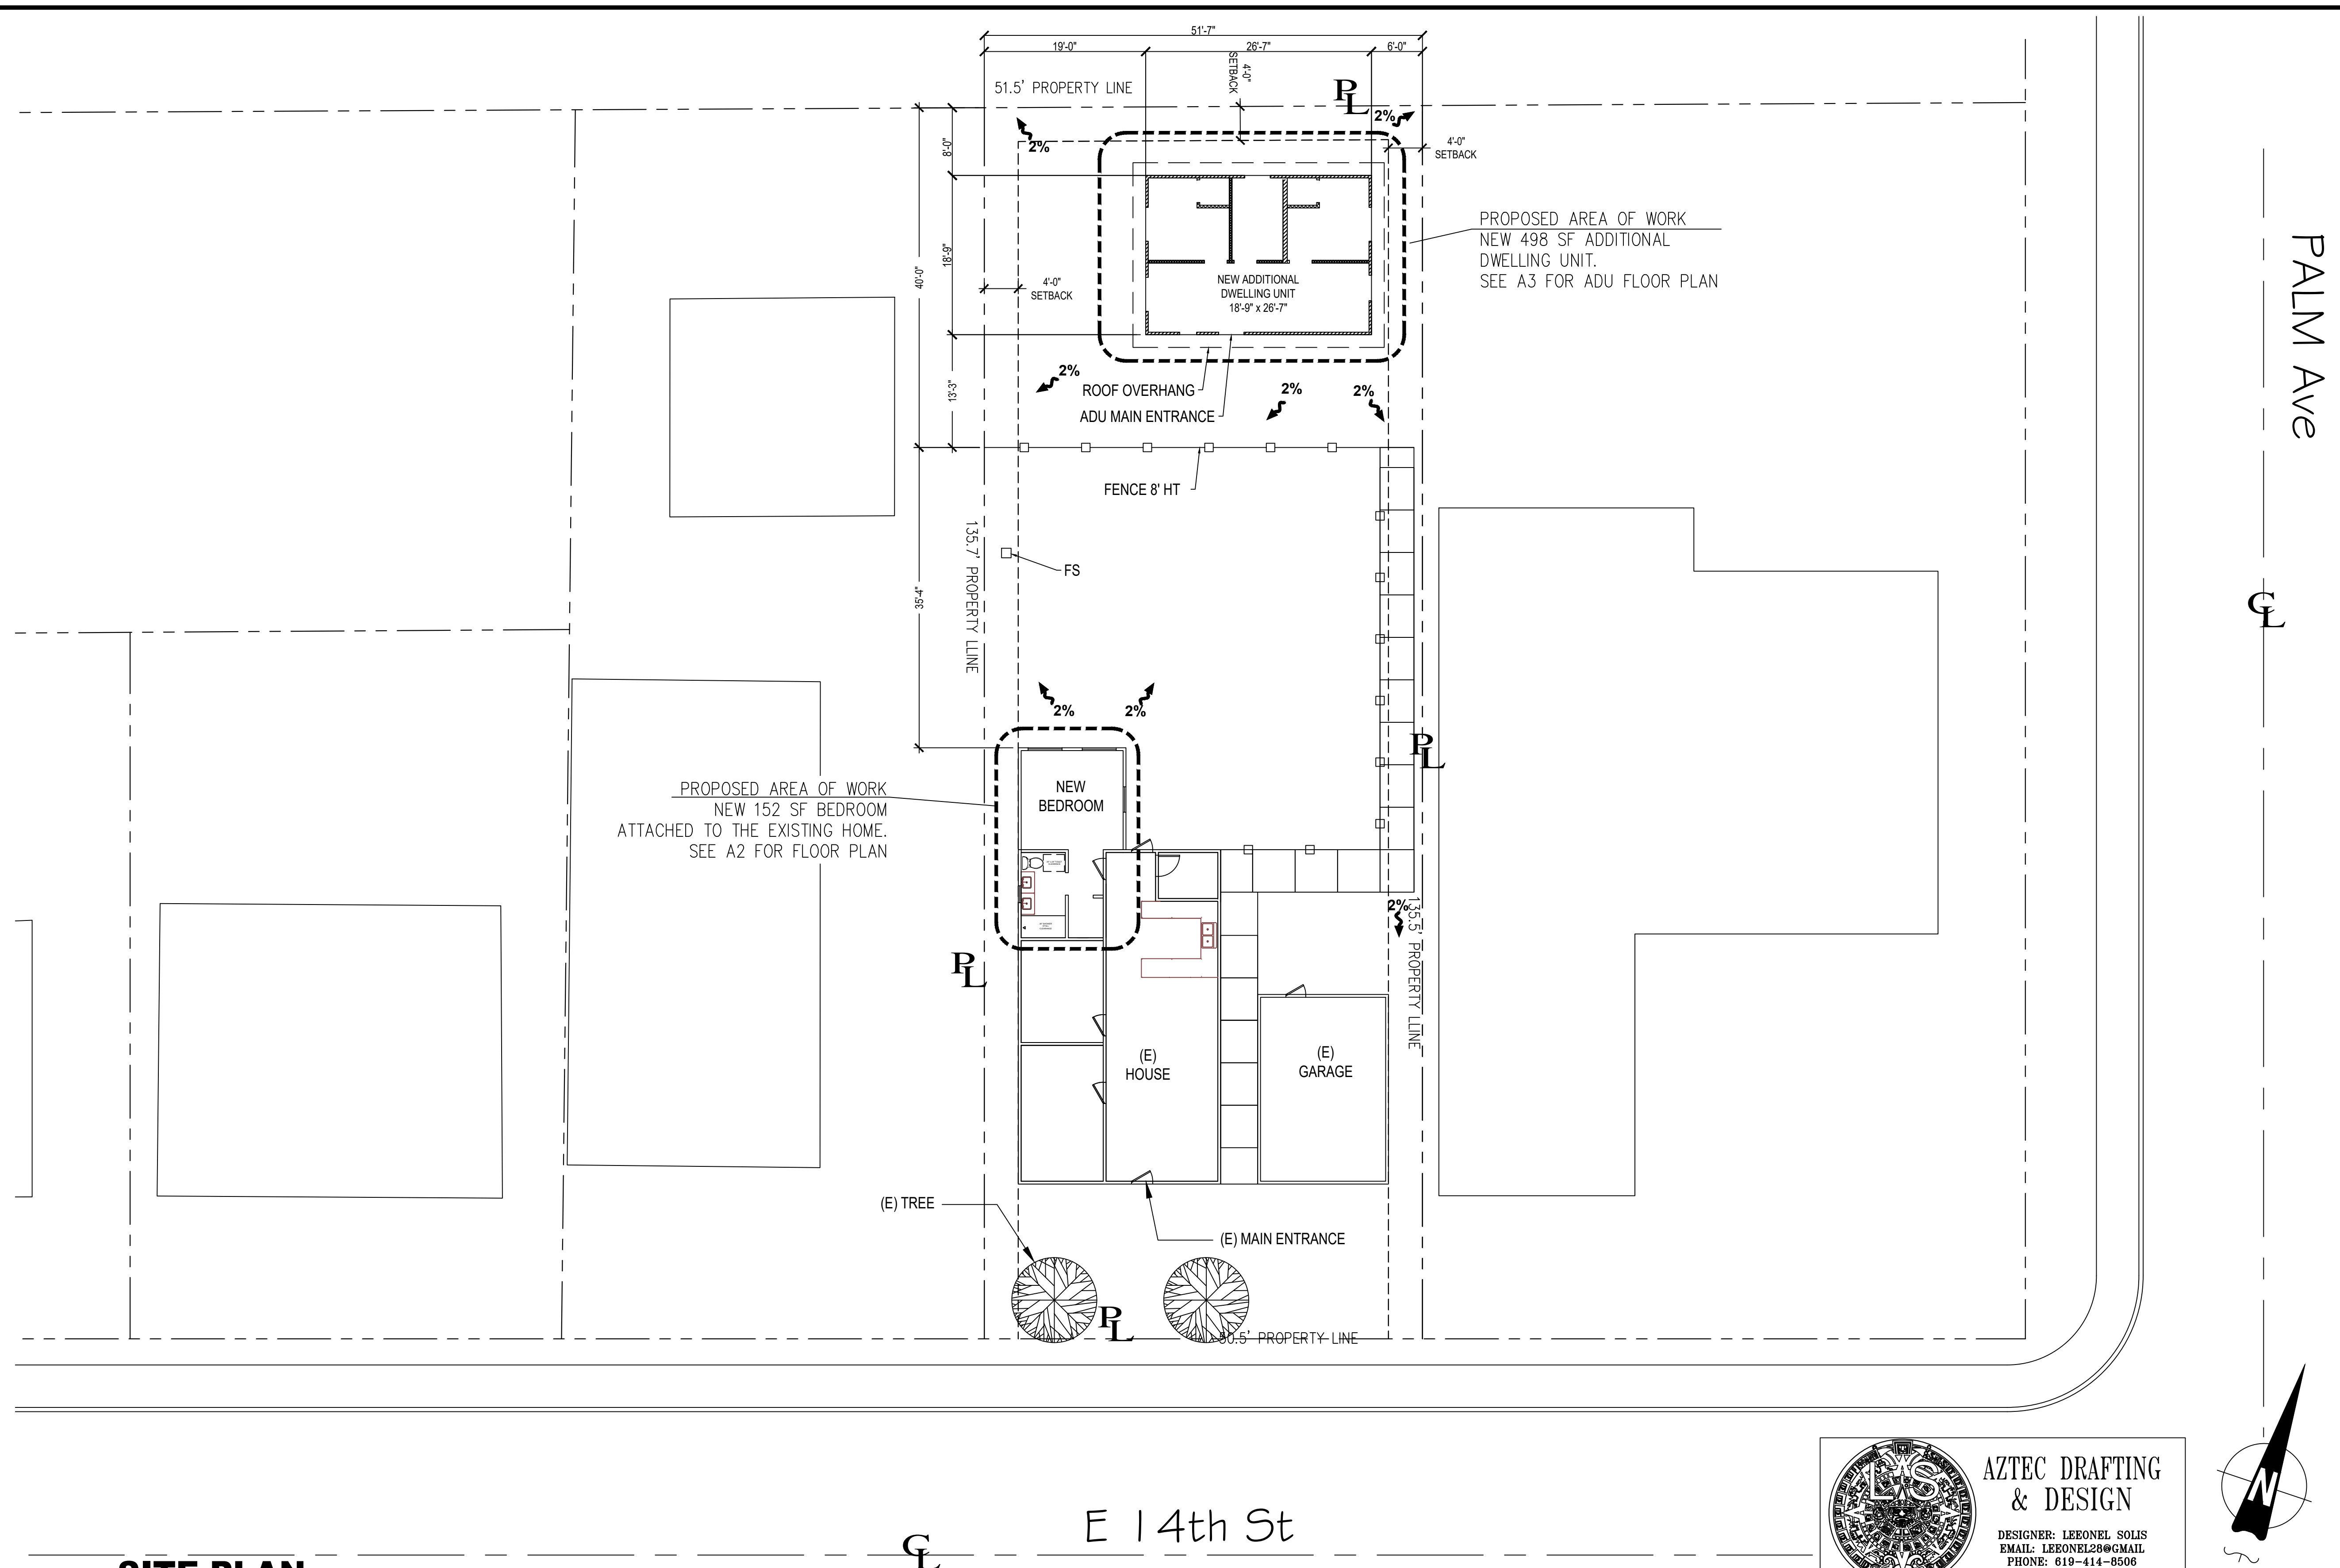 51'-7"
19'-0"
26'-7"
6'-0"
4'-0"
SETBACK
51.5' PROPERTY LINE
PL
2%
2%
4'-0"
SETBACK
8'-0"
18'-9"
40'-0"
13'-3"
4'-0"
SETBACK
NEW ADDITIONAL
DWELLING UNIT
18'-9" x 26'-7"
PROPOSED AREA OF WORK
NEW 498 SF ADDITIONAL
DWELLING UNIT.
SEE A3 FOR ADU FLOOR PLAN
PALM Ave
2%
ROOF OVERHANG
ADU MAIN ENTRANCE
2%
2%
FENCE 8' HT
135.7' PROPERTY LLINE
FS
35'-4"
CL
2%
2%
PL
PROPOSED AREA OF WORK
NEW 152 SF BEDROOM
ATTACHED TO THE EXISTING HOME.
SEE A2 FOR FLOOR PLAN
NEW
BEDROOM
2%
135.5' PROPERTY LLINE
PL
(E)
HOUSE
(E)
GARAGE
(E) TREE
(E) MAIN ENTRANCE
PL
50.5' PROPERTY LINE
E 14th St
CL
SITE PLAN
LAS
AZTEC DRAFTING
& DESIGN
DESIGNER: LEEONEL SOLIS
EMAIL: LEEONEL28@GMAIL
PHONE: 619-414-8506
N